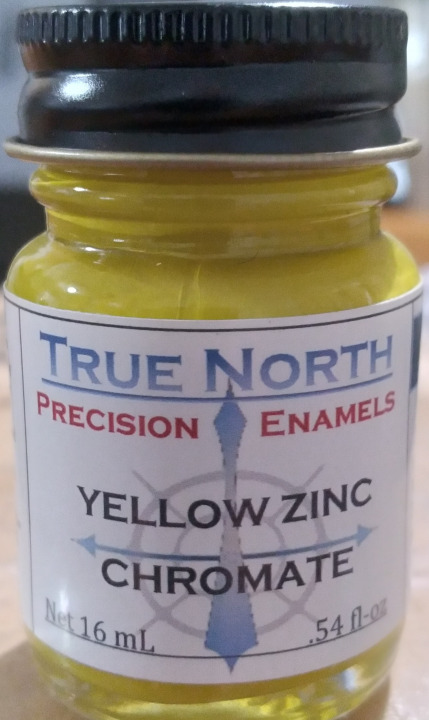 TRUE NORTH
PRECISION ENAMELS
YELLOW ZINC
CHROMATE
Net 16 mL .54 fl-oz